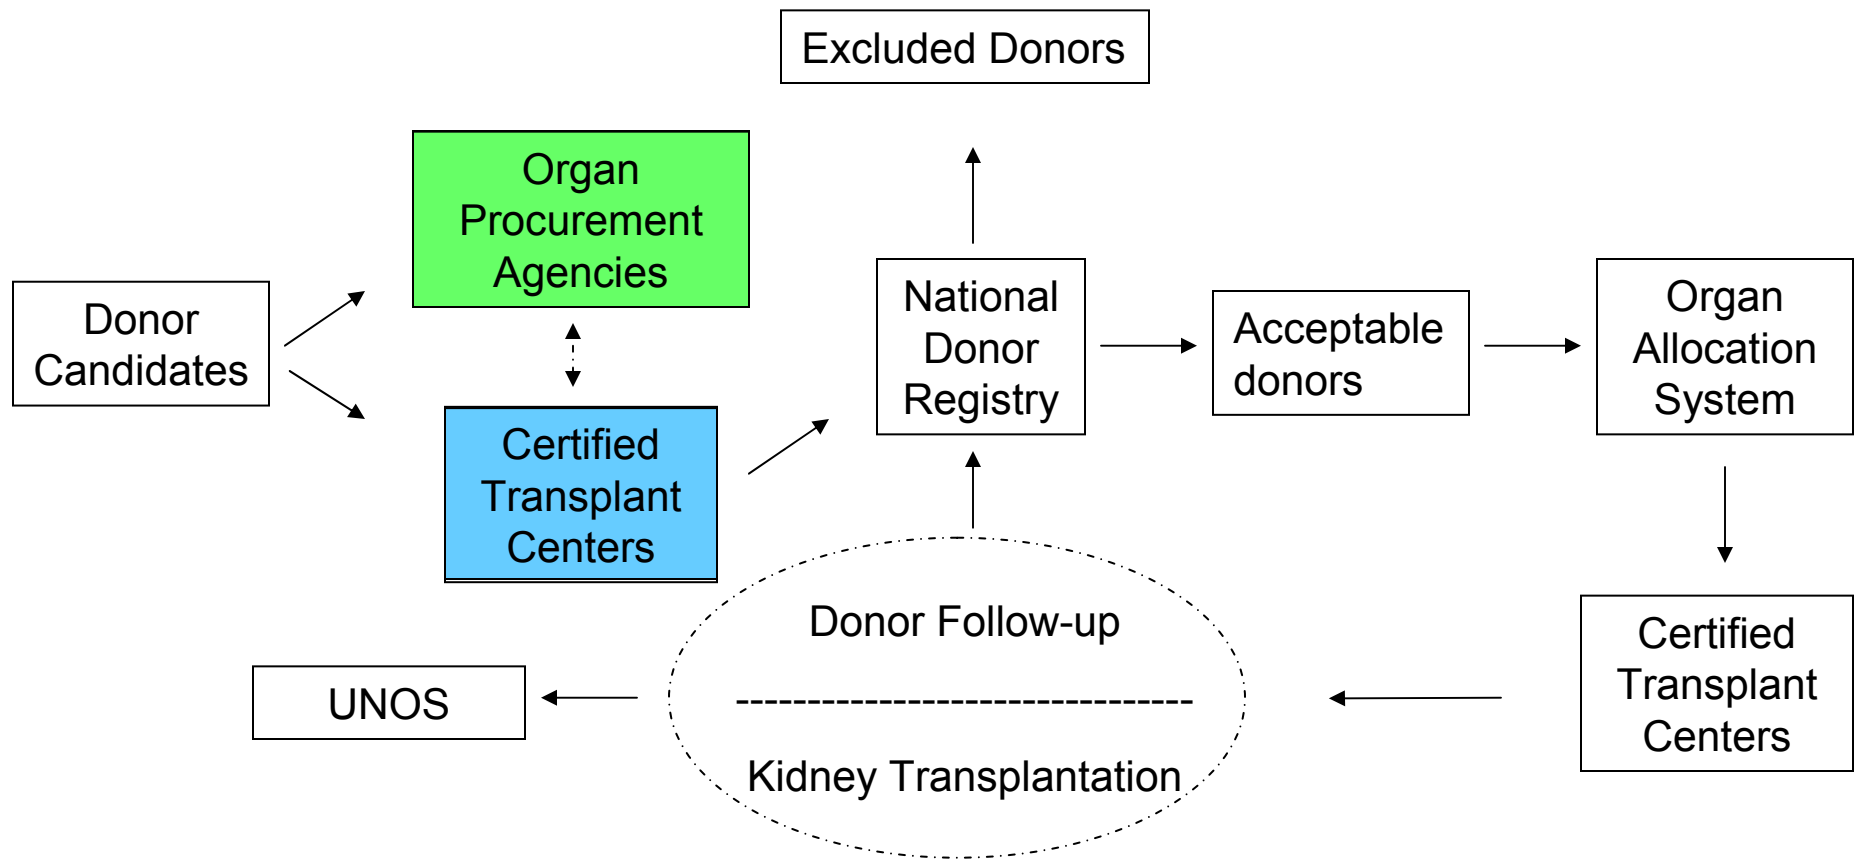 Excluded Donors
Organ
Procurement
Agencies
Donor
Candidates
National
Donor
Registry
Acceptable
donors
Organ
Allocation
System
Certified
Transplant
Centers
Donor Follow-up
Kidney Transplantation
UNOS
Certified
Transplant
Centers